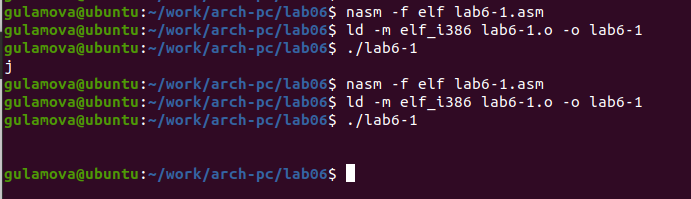 gulamova@ubuntu:~/work/arch-pc/lab06$ nasm -f elf lab6-1.asm
gulamova@ubuntu:~/work/arch-pc/lab06$ ld -m elf_i386 lab6-1.o -o lab6-1
gulamova@ubuntu:~/work/arch-pc/lab06$ ./lab6-1
j
gulamova@ubuntu:~/work/arch-pc/lab06$ nasm -f elf lab6-1.asm
gulamova@ubuntu:~/work/arch-pc/lab06$ ld -m elf_i386 lab6-1.o -o lab6-1
gulamova@ubuntu:~/work/arch-pc/lab06$ ./lab6-1
gulamova@ubuntu:~/work/arch-pc/lab06$